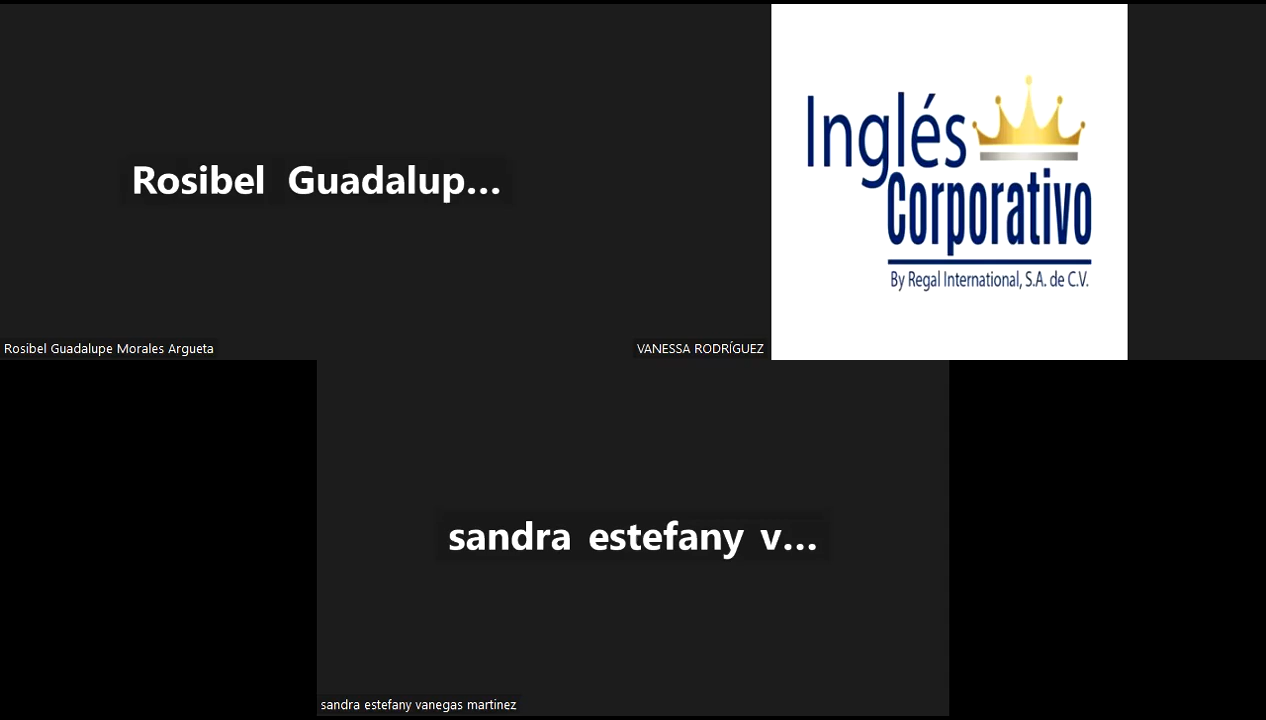 Rosibel Guadalup...
Rosibel Guadalupe Morales Argueta
Inglés
Corporativo
By Regal International, S.A. de C.V.
VANESSA RODRÍGUEZ
sandra estefany v...
sandra estefany vanegas martinez